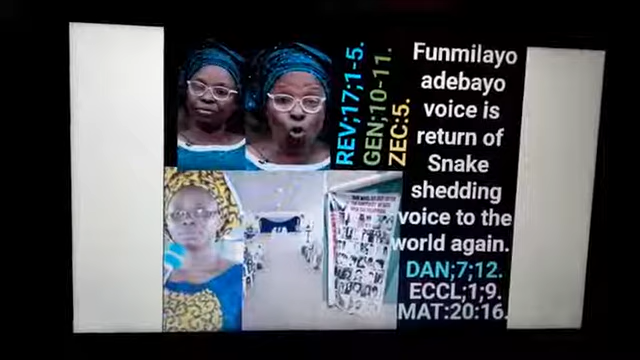 Funmilayo
adebayo
voice is
return of
Snake
shedding
voice to the
world again.
DAN;7;12.
ECCL;1;9.
MAT:20:16.
REV;17;1-5.
GEN;10-11.
ZEC:5.